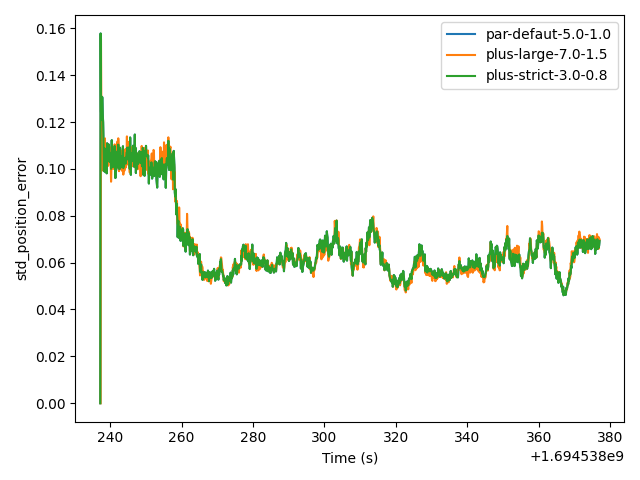 par-defaut-5.0-1.0
plus-large-7.0-1.5
plus-strict-3.0-0.8
0.16
0.14
0.12
0.10
0.08
0.06
0.04
0.02
0.00
std_position_error
240 260 280 300 320 340 360 380
Time (s)
+1.694538e9